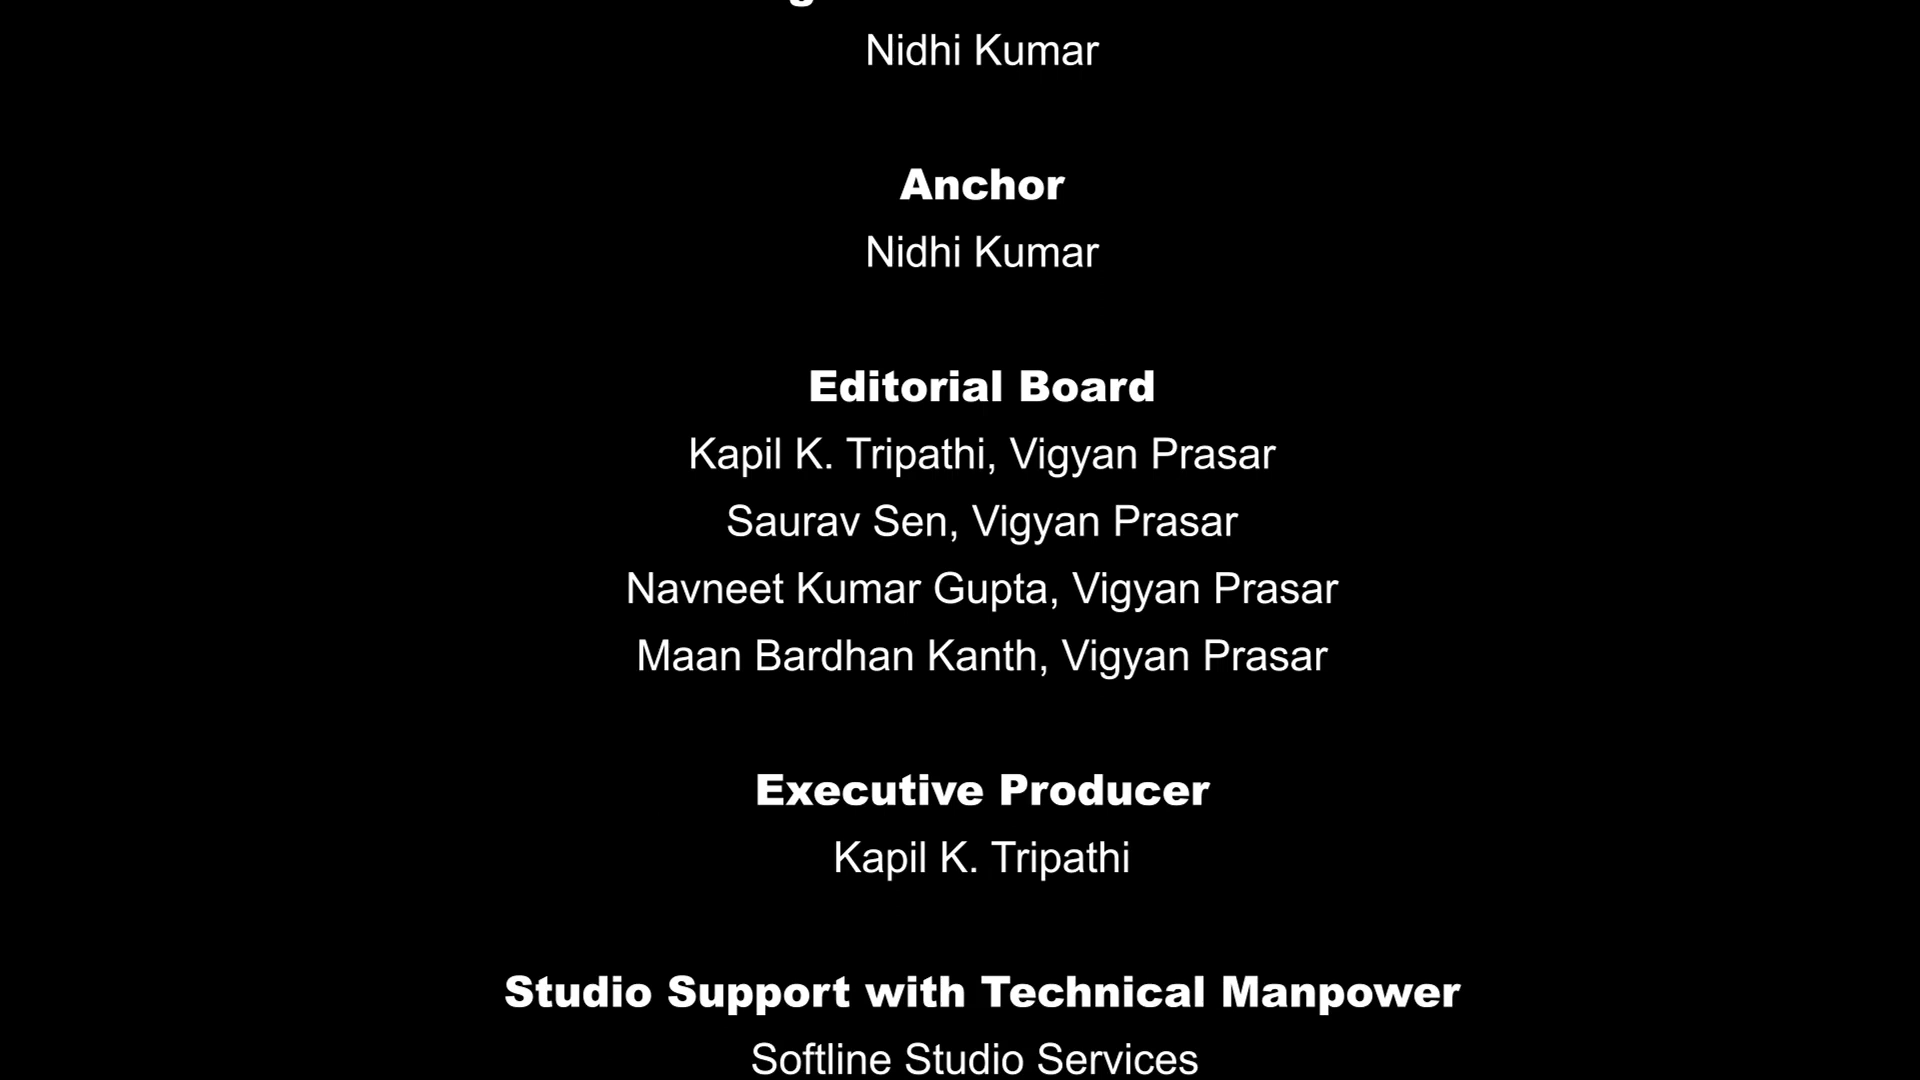 Nidhi Kumar
Anchor
Nidhi Kumar
Editorial Board
Kapil K. Tripathi, Vigyan Prasar
Saurav Sen, Vigyan Prasar
Navneet Kumar Gupta, Vigyan Prasar
Maan Bardhan Kanth, Vigyan Prasar
Executive Producer
Kapil K. Tripathi
Studio Support with Technical Manpower
Softline Studio Services